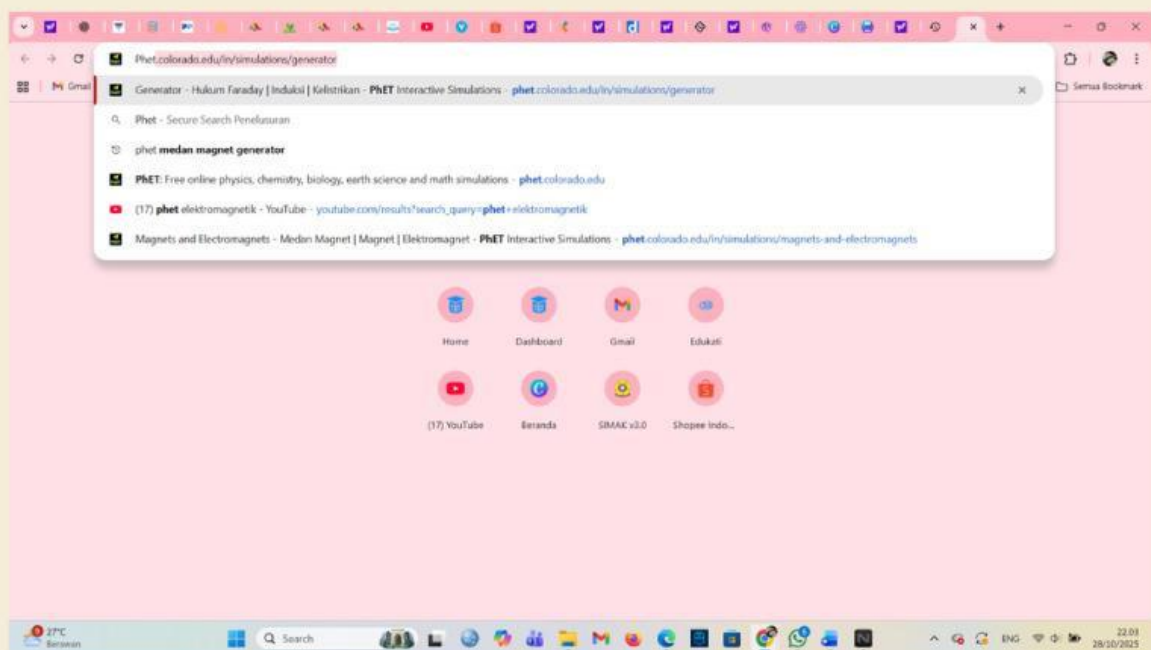 Phet.colorado.edu/in/simulations/generator
Gmail
Semua Bookmark
Generator - Hukum Faraday | Induksi | Kelistrikan - PhET Interactive Simulations - phet.colorado.edu/in/simulations/generator
Phet - Secure Search Penelusuran
phet medan magnet generator
PhET: Free online physics, chemistry, biology, earth science and math simulations - phet.colorado.edu
(17) phet elektromagnetik - YouTube - youtube.com/results?search_query=phet+elektromagnetik
Magnets and Electromagnets - Medan Magnet | Magnet | Elektromagnet - PhET Interactive Simulations - phet.colorado.edu/in/simulations/magnets-and-electromagnets
Home Dashboard Gmail Edukati
(17) YouTube Beranda SIMAK v3.0 Shopee Indo...
27°C
Berawan
Search
ENG
22.03
28/10/2025